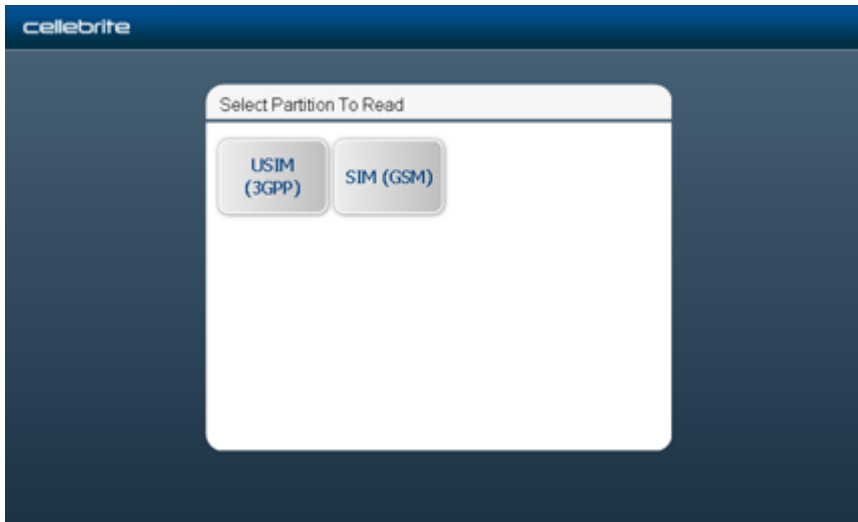 cellebrite
Select Partition To Read
USIM
(3GPP)
SIM (GSM)